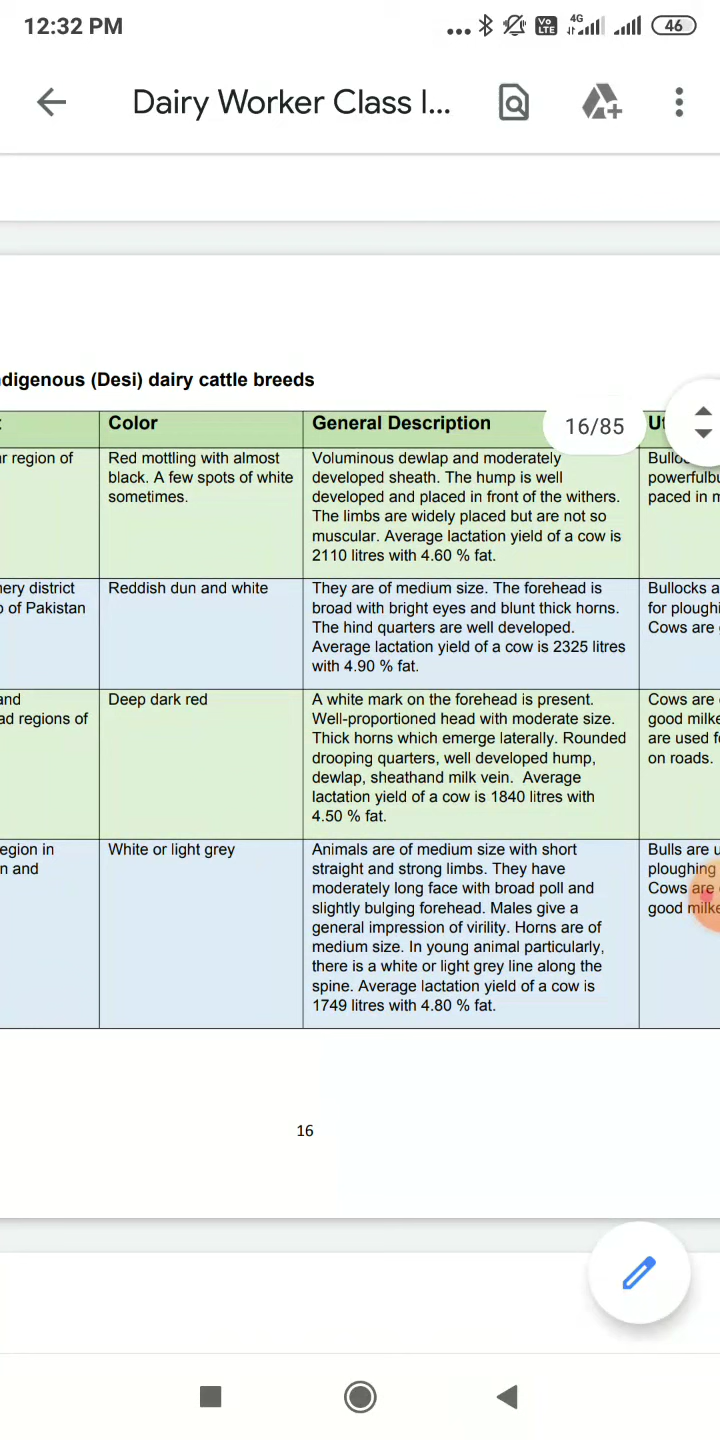 12:32 PM
Vo LTE 4G 46
Dairy Worker Class I...
digenous (Desi) dairy cattle breeds
Color
General Description
16/85
r region of
Red mottling with almost
black. A few spots of white
sometimes.
Voluminous dewlap and moderately
developed sheath. The hump is well
developed and placed in front of the withers.
The limbs are widely placed but are not so
muscular. Average lactation yield of a cow is
2110 litres with 4.60 % fat.
powerfulbu
paced in m
ery district
of Pakistan
Reddish dun and white
They are of medium size. The forehead is
broad with bright eyes and blunt thick horns.
The hind quarters are well developed.
Average lactation yield of a cow is 2325 litres
with 4.90 % fat.
Bullocks a
for ploughi
Cows are
and
ad regions of
Deep dark red
A white mark on the forehead is present.
Well-proportioned head with moderate size.
Thick horns which emerge laterally. Rounded
drooping quarters, well developed hump,
dewlap, sheathand milk vein. Average
lactation yield of a cow is 1840 litres with
4.50 % fat.
Cows are
good milke
are used f
on roads.
egion in
n and
White or light grey
Animals are of medium size with short
straight and strong limbs. They have
moderately long face with broad poll and
slightly bulging forehead. Males give a
general impression of virility. Horns are of
medium size. In young animal particularly,
there is a white or light grey line along the
spine. Average lactation yield of a cow is
1749 litres with 4.80 % fat.
Bulls are u
ploughing
Cows are
good milke
16